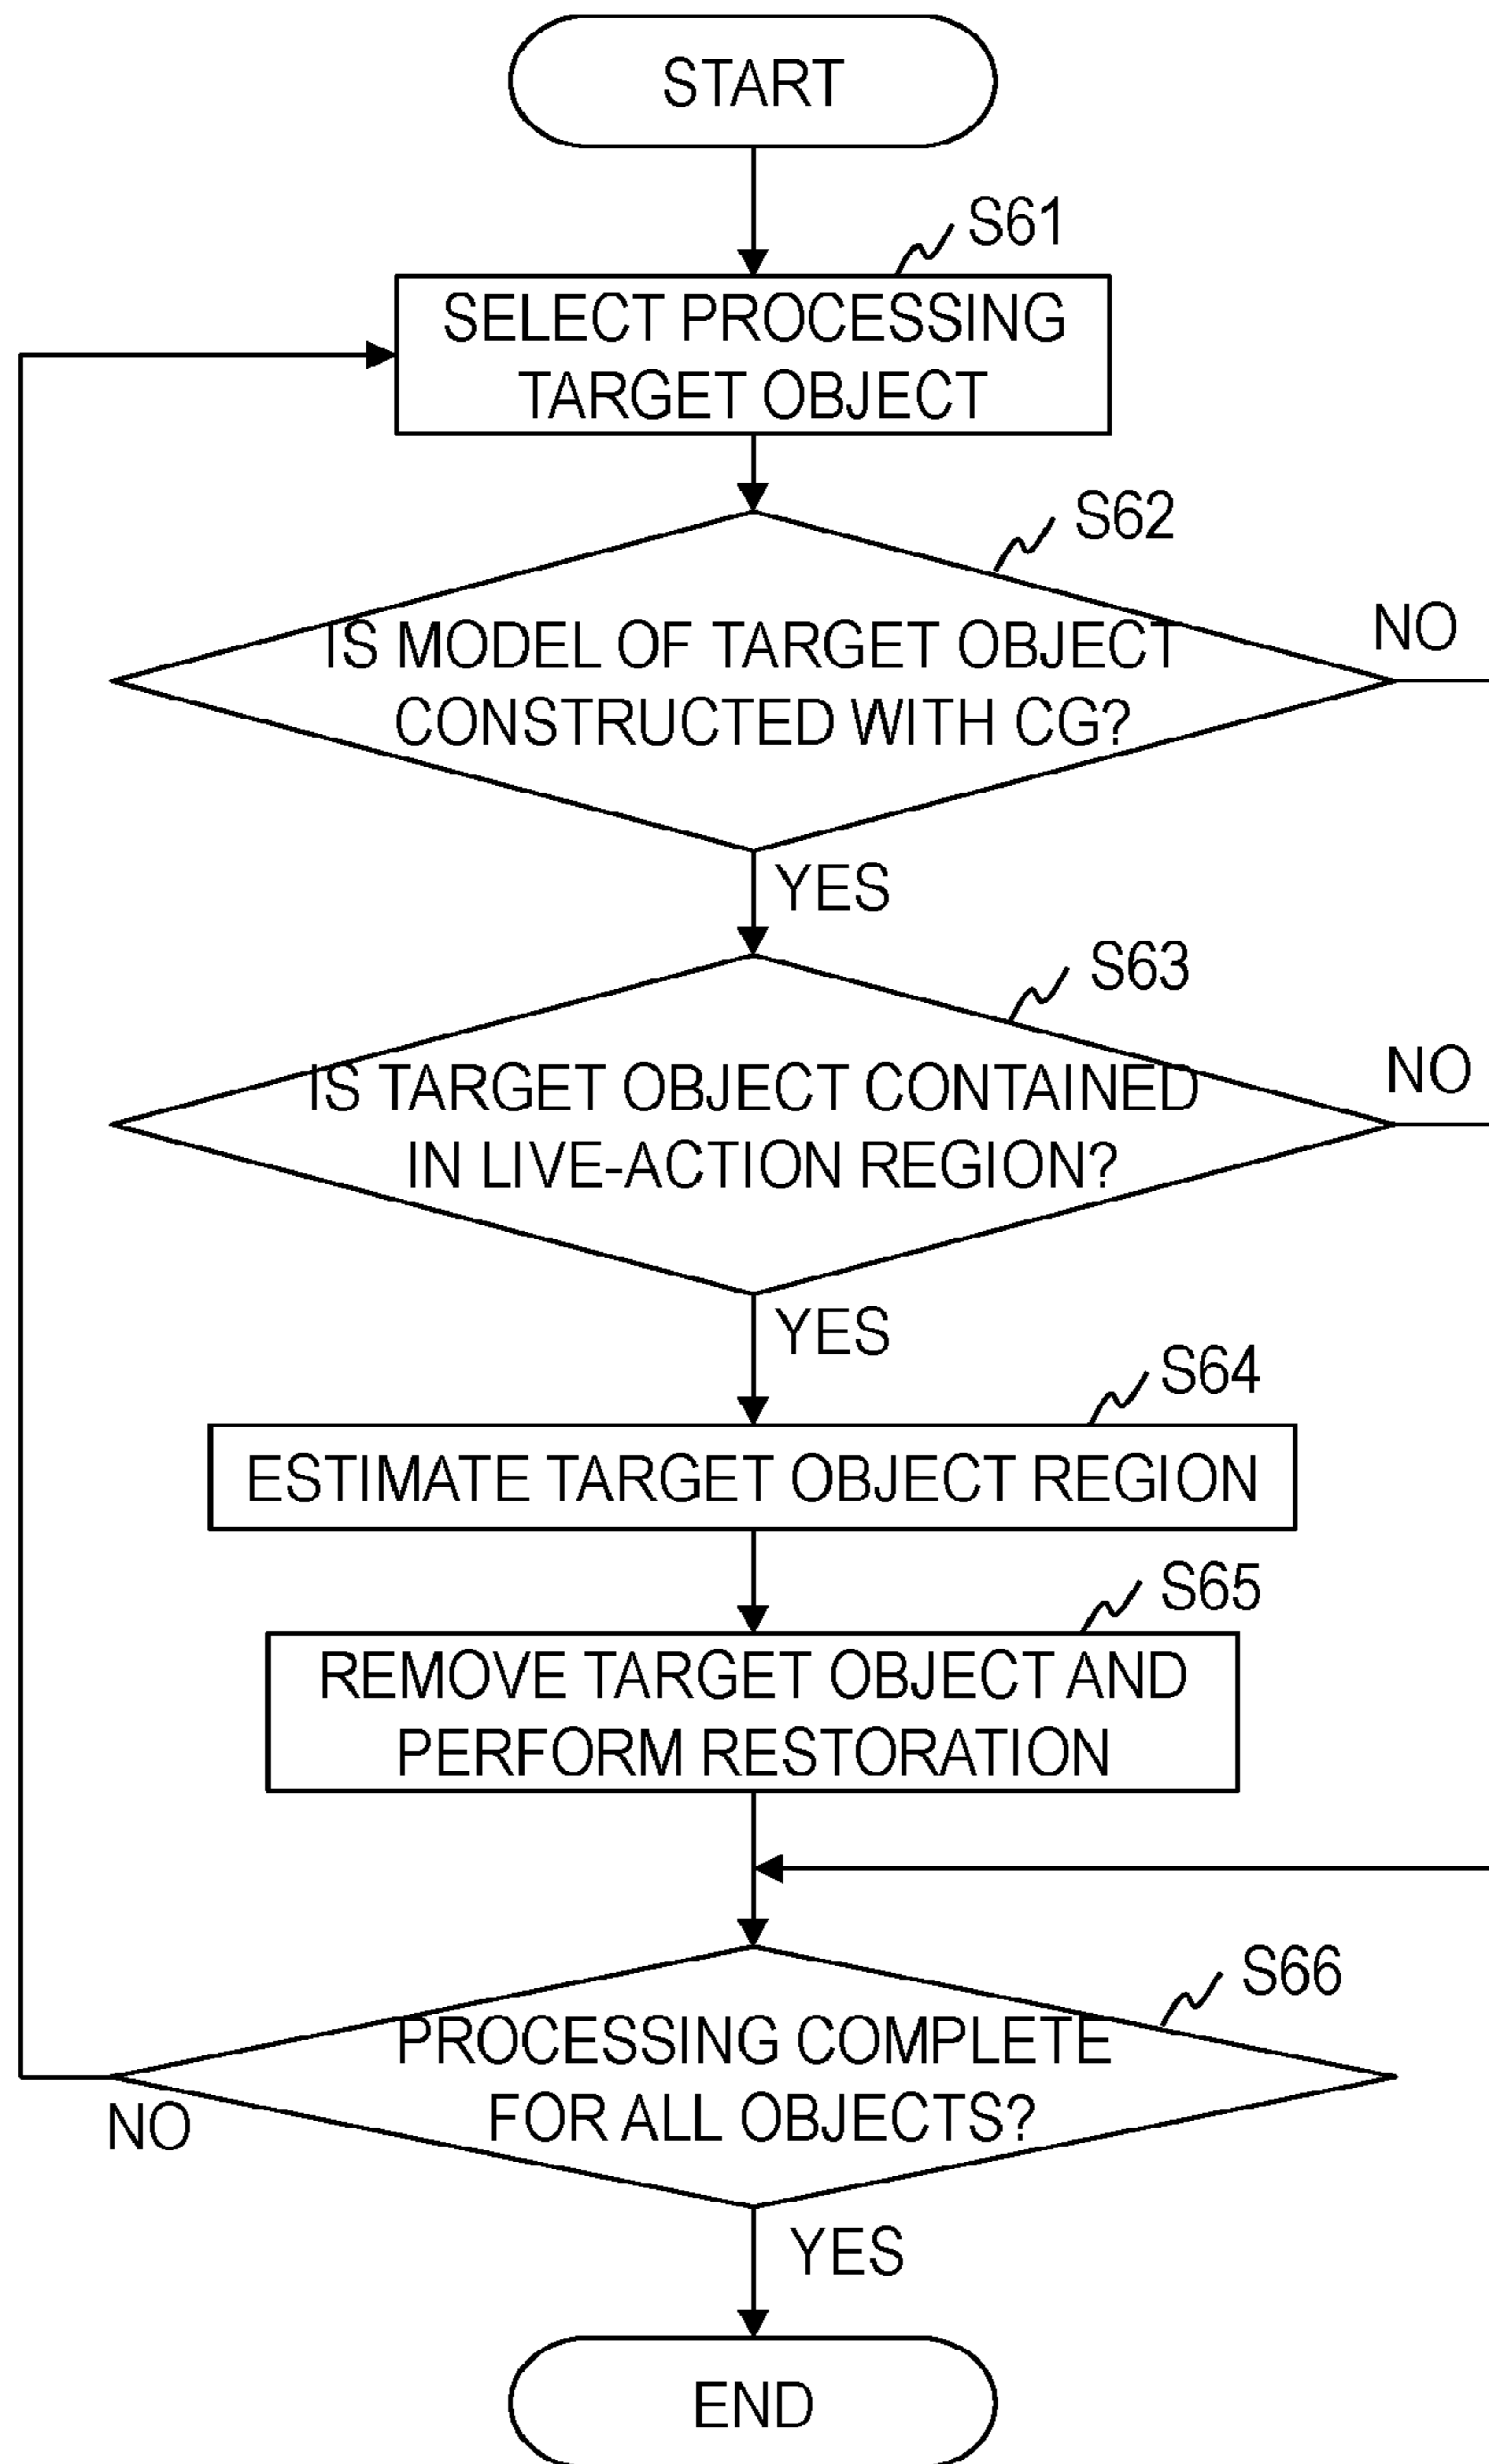 START
S61
SELECT PROCESSING
TARGET OBJECT
S62
IS MODEL OF TARGET OBJECT
CONSTRUCTED WITH CG?
NO
YES
S63
IS TARGET OBJECT CONTAINED
IN LIVE-ACTION REGION?
NO
YES
S64
ESTIMATE TARGET OBJECT REGION
S65
REMOVE TARGET OBJECT AND
PERFORM RESTORATION
S66
PROCESSING COMPLETE
FOR ALL OBJECTS?
NO
YES
END